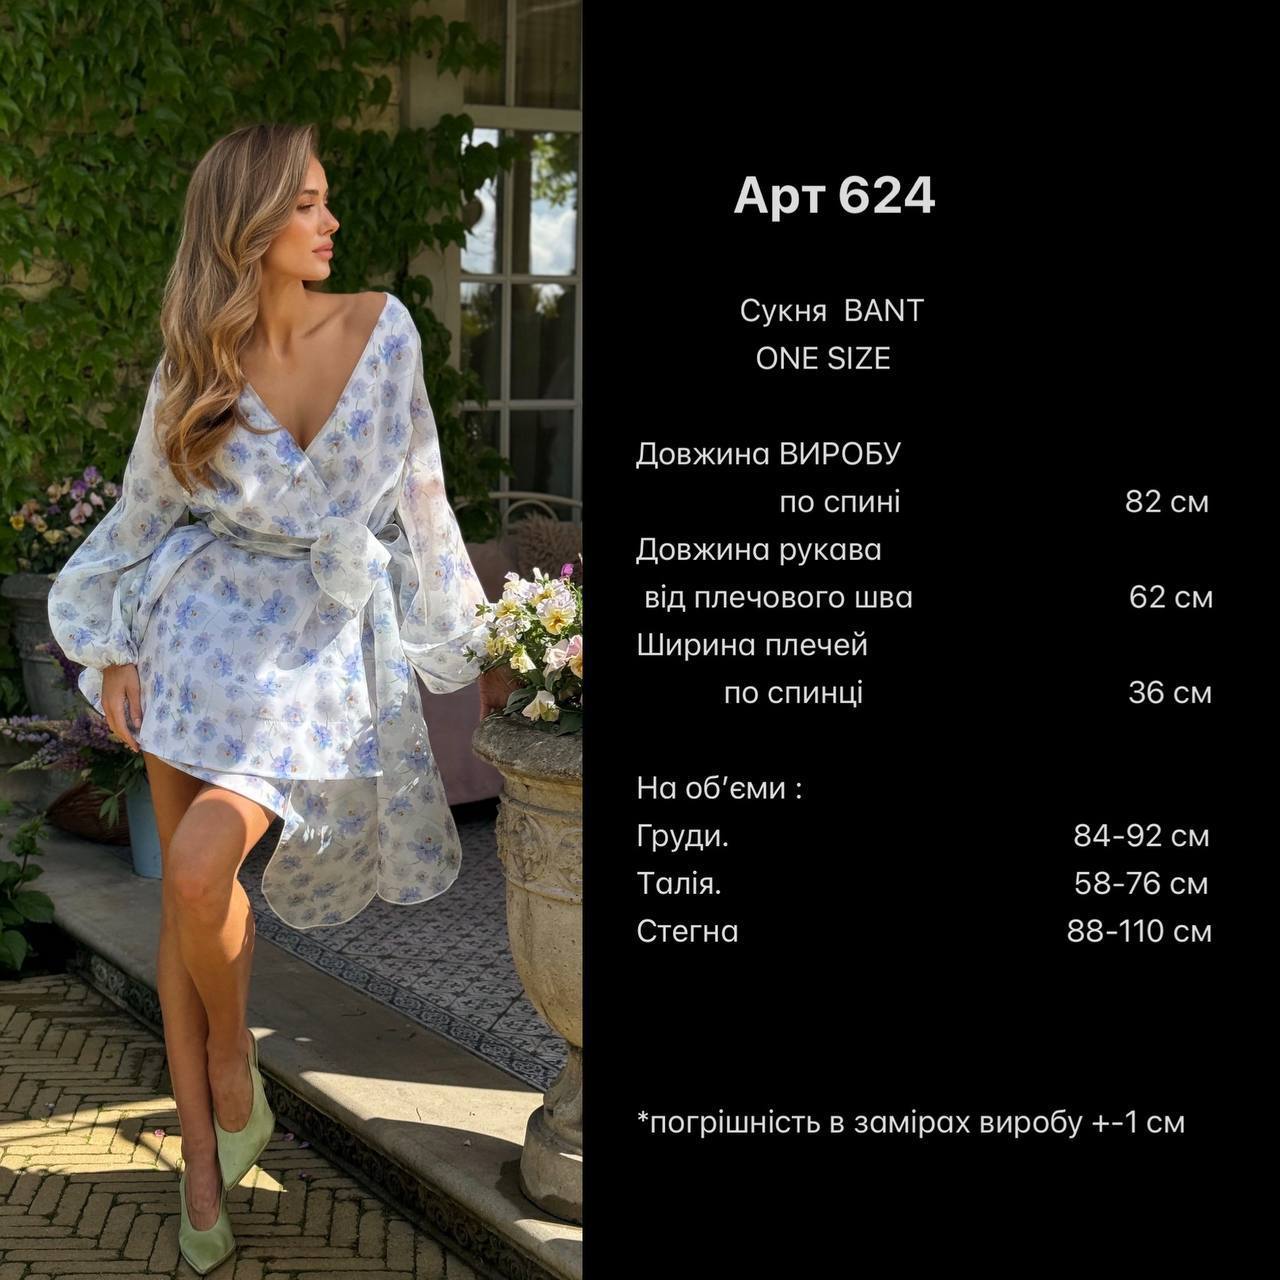 Арт 624
Сукня BANT
ONE SIZE
Довжина ВИРОБУ
по спині 82 см
Довжина рукава
від плечового шва 62 см
Ширина плечей
по спинці 36 см
На об’єми :
Груди. 84-92 см
Талія. 58-76 см
Стегна 88-110 см
*погрішність в замірах виробу +-1 см